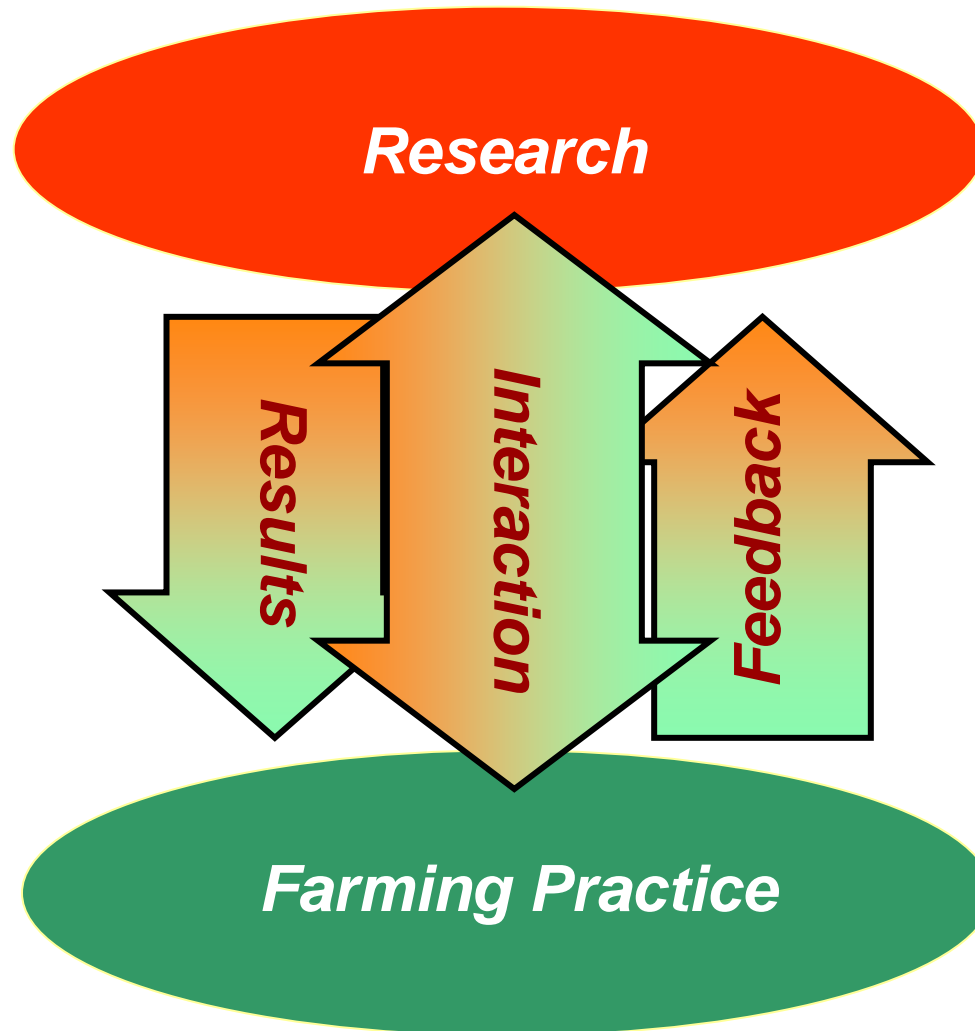 Research
Results
Interaction
Feedback
Farming Practice